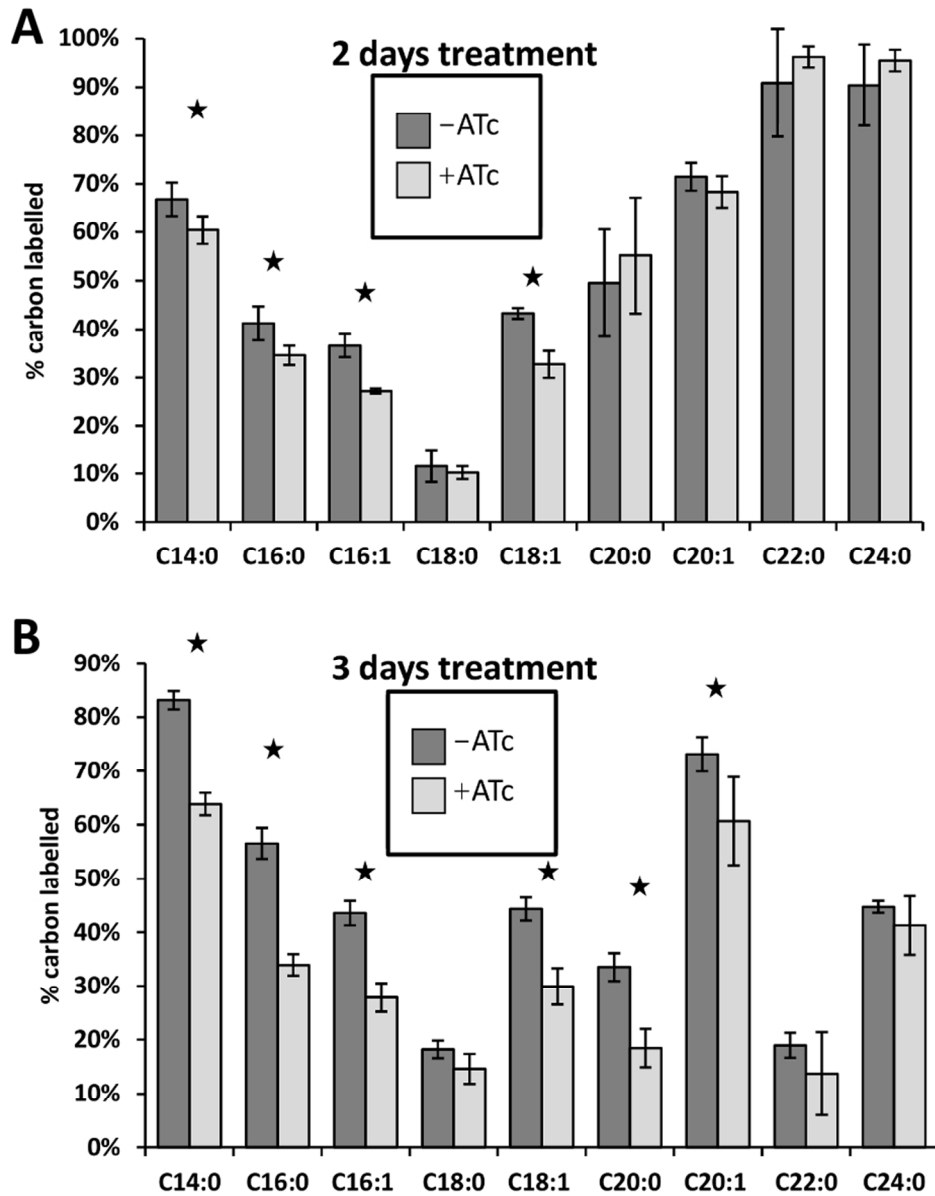 A
2 days treatment
−ATc
+ATc
% carbon labelled
100%
90%
80%
70%
60%
50%
40%
30%
20%
10%
0%
C14:0 C16:0 C16:1 C18:0 C18:1 C20:0 C20:1 C22:0 C24:0
B
3 days treatment
−ATc
+ATc
% carbon labelled
90%
80%
70%
60%
50%
40%
30%
20%
10%
0%
C14:0 C16:0 C16:1 C18:0 C18:1 C20:0 C20:1 C22:0 C24:0